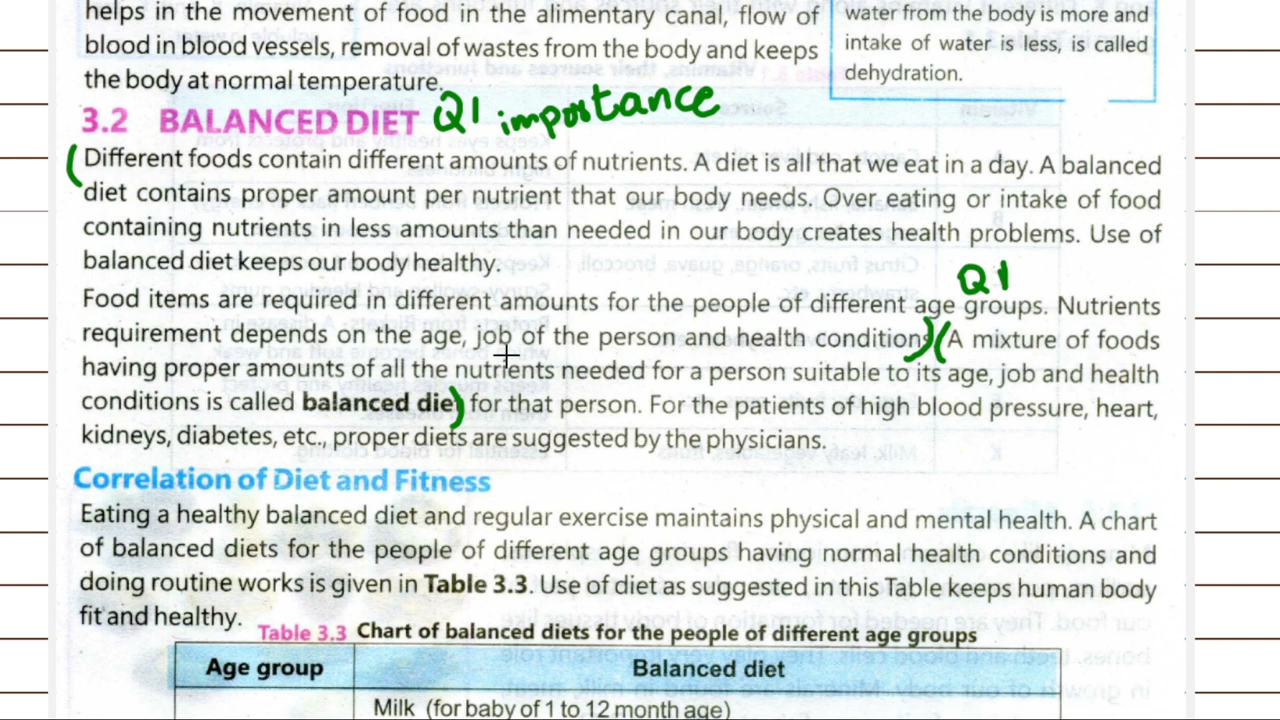 helps in the movement of food in the alimentary canal, flow of
blood in blood vessels, removal of wastes from the body and keeps
the body at normal temperature.
water from the body is more and
intake of water is less, is called
dehydration.
3.2 BALANCED DIET Q1 importance
(Different foods contain different amounts of nutrients. A diet is all that we eat in a day. A balanced
diet contains proper amount per nutrient that our body needs. Over eating or intake of food
containing nutrients in less amounts than needed in our body creates health problems. Use of
balanced diet keeps our body healthy.
Q1
Food items are required in different amounts for the people of different age groups. Nutrients
requirement depends on the age, job of the person and health condition)(A mixture of foods
having proper amounts of all the nutrients needed for a person suitable to its age, job and health
conditions is called balanced diet) for that person. For the patients of high blood pressure, heart,
kidneys, diabetes, etc., proper diets are suggested by the physicians.
Correlation of Diet and Fitness
Eating a healthy balanced diet and regular exercise maintains physical and mental health. A chart
of balanced diets for the people of different age groups having normal health conditions and
doing routine works is given in Table 3.3. Use of diet as suggested in this Table keeps human body
fit and healthy.
Table 3.3 Chart of balanced diets for the people of different age groups
Age group Balanced diet
Milk (for baby of 1 to 12 month age)